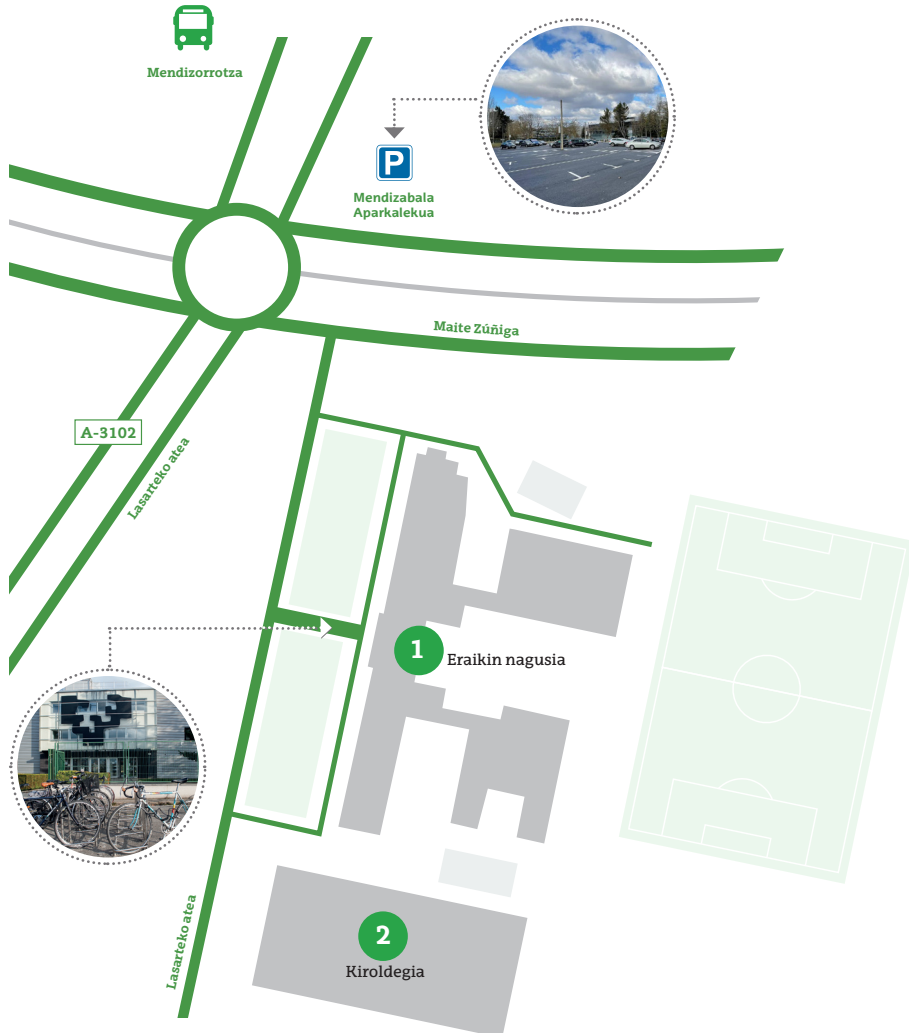 Mendizorrotza
P
Mendizabala
Aparkalekua
Maite Zúñiga
A-3102
Lasarteko atea
1
Eraikin nagusia
Lasarteko atea
2
Kiroldegia